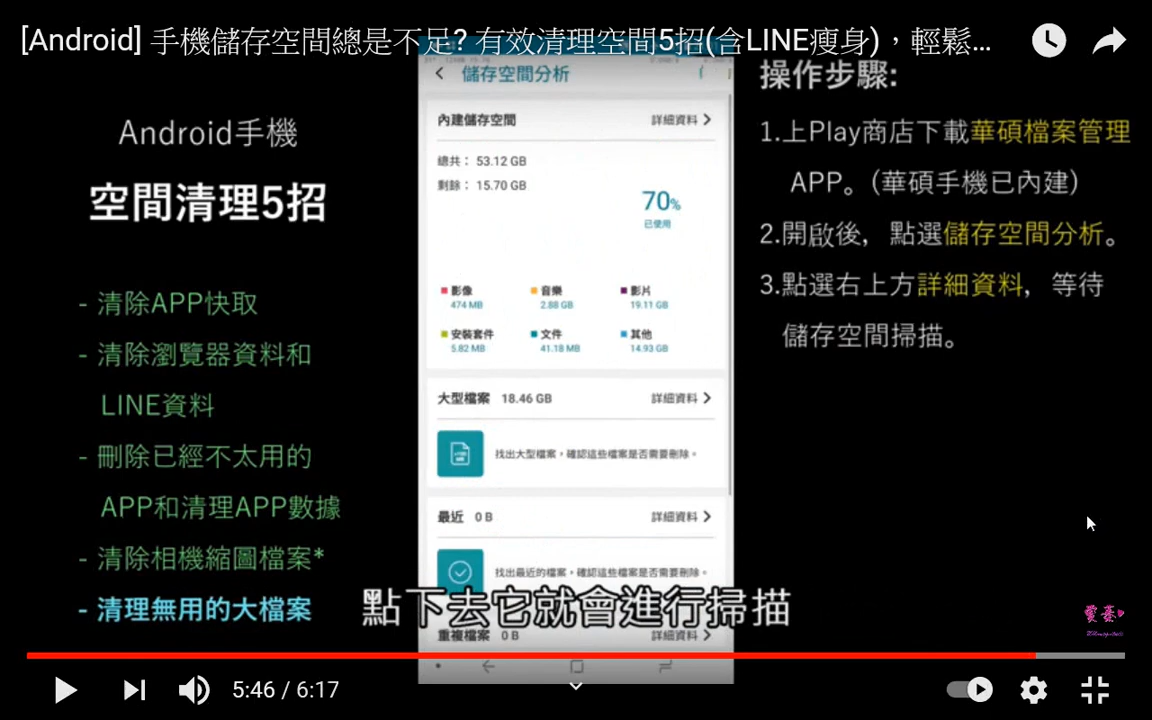 [Android] 手機儲存空間總是不足? 有效清理空間5招(含LINE瘦身)，輕鬆...
Android手機
空間清理5招
- 清除APP快取
- 清除瀏覽器資料和
LINE資料
- 刪除已經不太用的
APP和清理APP數據
- 清除相機縮圖檔案*
- 清理無用的大檔案
儲存空間分析
內建儲存空間 詳細資料
總共： 53.12 GB
剩餘： 15.70 GB
70%
已使用
影像 音樂 影片
474 MB 2.88 GB 19.11 GB
安裝套件 文件 其他
5.82 MB 41.18 MB 14.93 GB
大型檔案 18.46 GB 詳細資料
找出大型檔案，確認這些檔案是否需要刪除。
最近 0 B 詳細資料
找出最近的檔案，確認這些檔案是否需要刪除。
重複檔案 0 B 詳細資料
操作步驟:
1.上Play商店下載華碩檔案管理
APP。(華碩手機已內建)
2.開啟後，點選儲存空間分析。
3.點選右上方詳細資料，等待
儲存空間掃描。
點下去它就會進行掃描
愛蔓
5:46 / 6:17